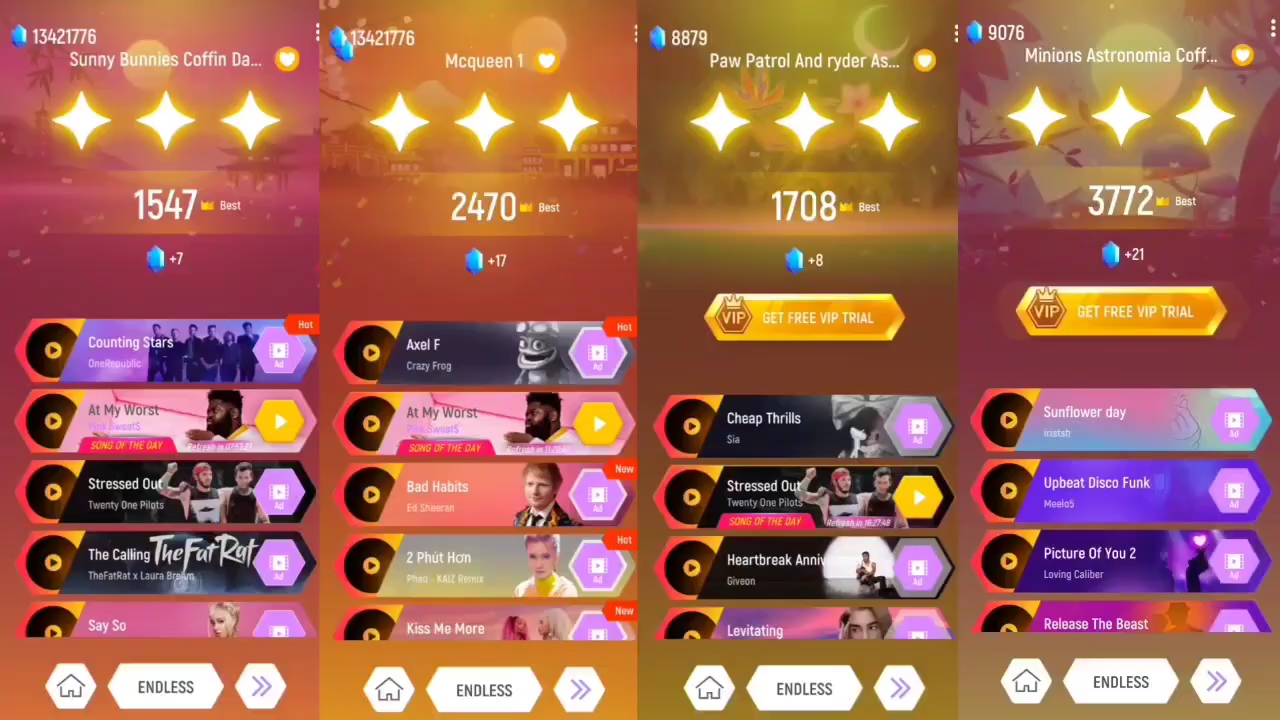 13421776
Sunny Bunnies Coffin Da...
1547 Best
+7
Hot
Counting Stars
OneRepublic
Ad
At My Worst
Pink Sweat$
SONG OF THE DAY
Stressed Out
Twenty One Pilots
Ad
The Calling
TheFatRat
TheFatRat x Laura Brehm
Ad
Say So
ENDLESS
13421776
Mcqueen 1
2470 Best
+17
Hot
Axel F
Crazy Frog
Ad
At My Worst
Pink Sweat$
SONG OF THE DAY
New
Bad Habits
Ed Sheeran
Ad
Hot
2 Phút Hơn
Phao - KAIZ Remix
Ad
New
Kiss Me More
ENDLESS
8879
Paw Patrol And ryder As...
1708 Best
+8
VIP GET FREE VIP TRIAL
Cheap Thrills
Sia
Ad
Stressed Out
Twenty One Pilots
SONG OF THE DAY
Refresh in 16:27:48
Heartbreak Anniv
Giveon
Ad
Levitating
ENDLESS
9076
Minions Astronomia Coff...
3772 Best
+21
VIP GET FREE VIP TRIAL
Sunflower day
iristsh
Ad
Upbeat Disco Funk
Meelo5
Ad
Picture Of You 2
Loving Caliber
Ad
Release The Beast
ENDLESS